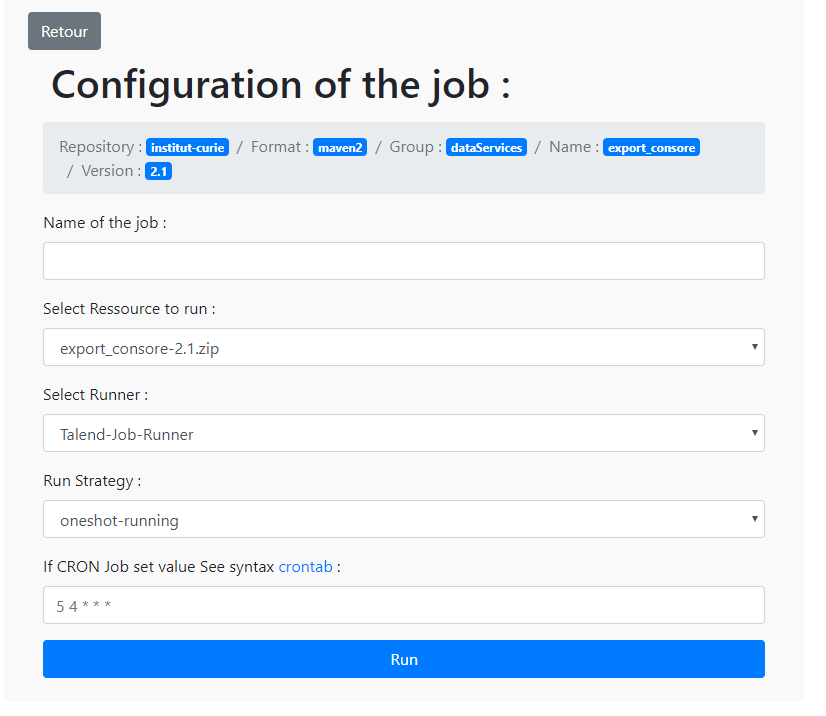 Retour
Configuration of the job :
Repository : institut-curie / Format : maven2 / Group : dataServices / Name : export_consore
/ Version : 2.1
Name of the job :
Select Ressource to run :
export_consore-2.1.zip
Select Runner :
Talend-Job-Runner
Run Strategy :
oneshot-running
If CRON Job set value See syntax crontab :
5 4 * * *
Run